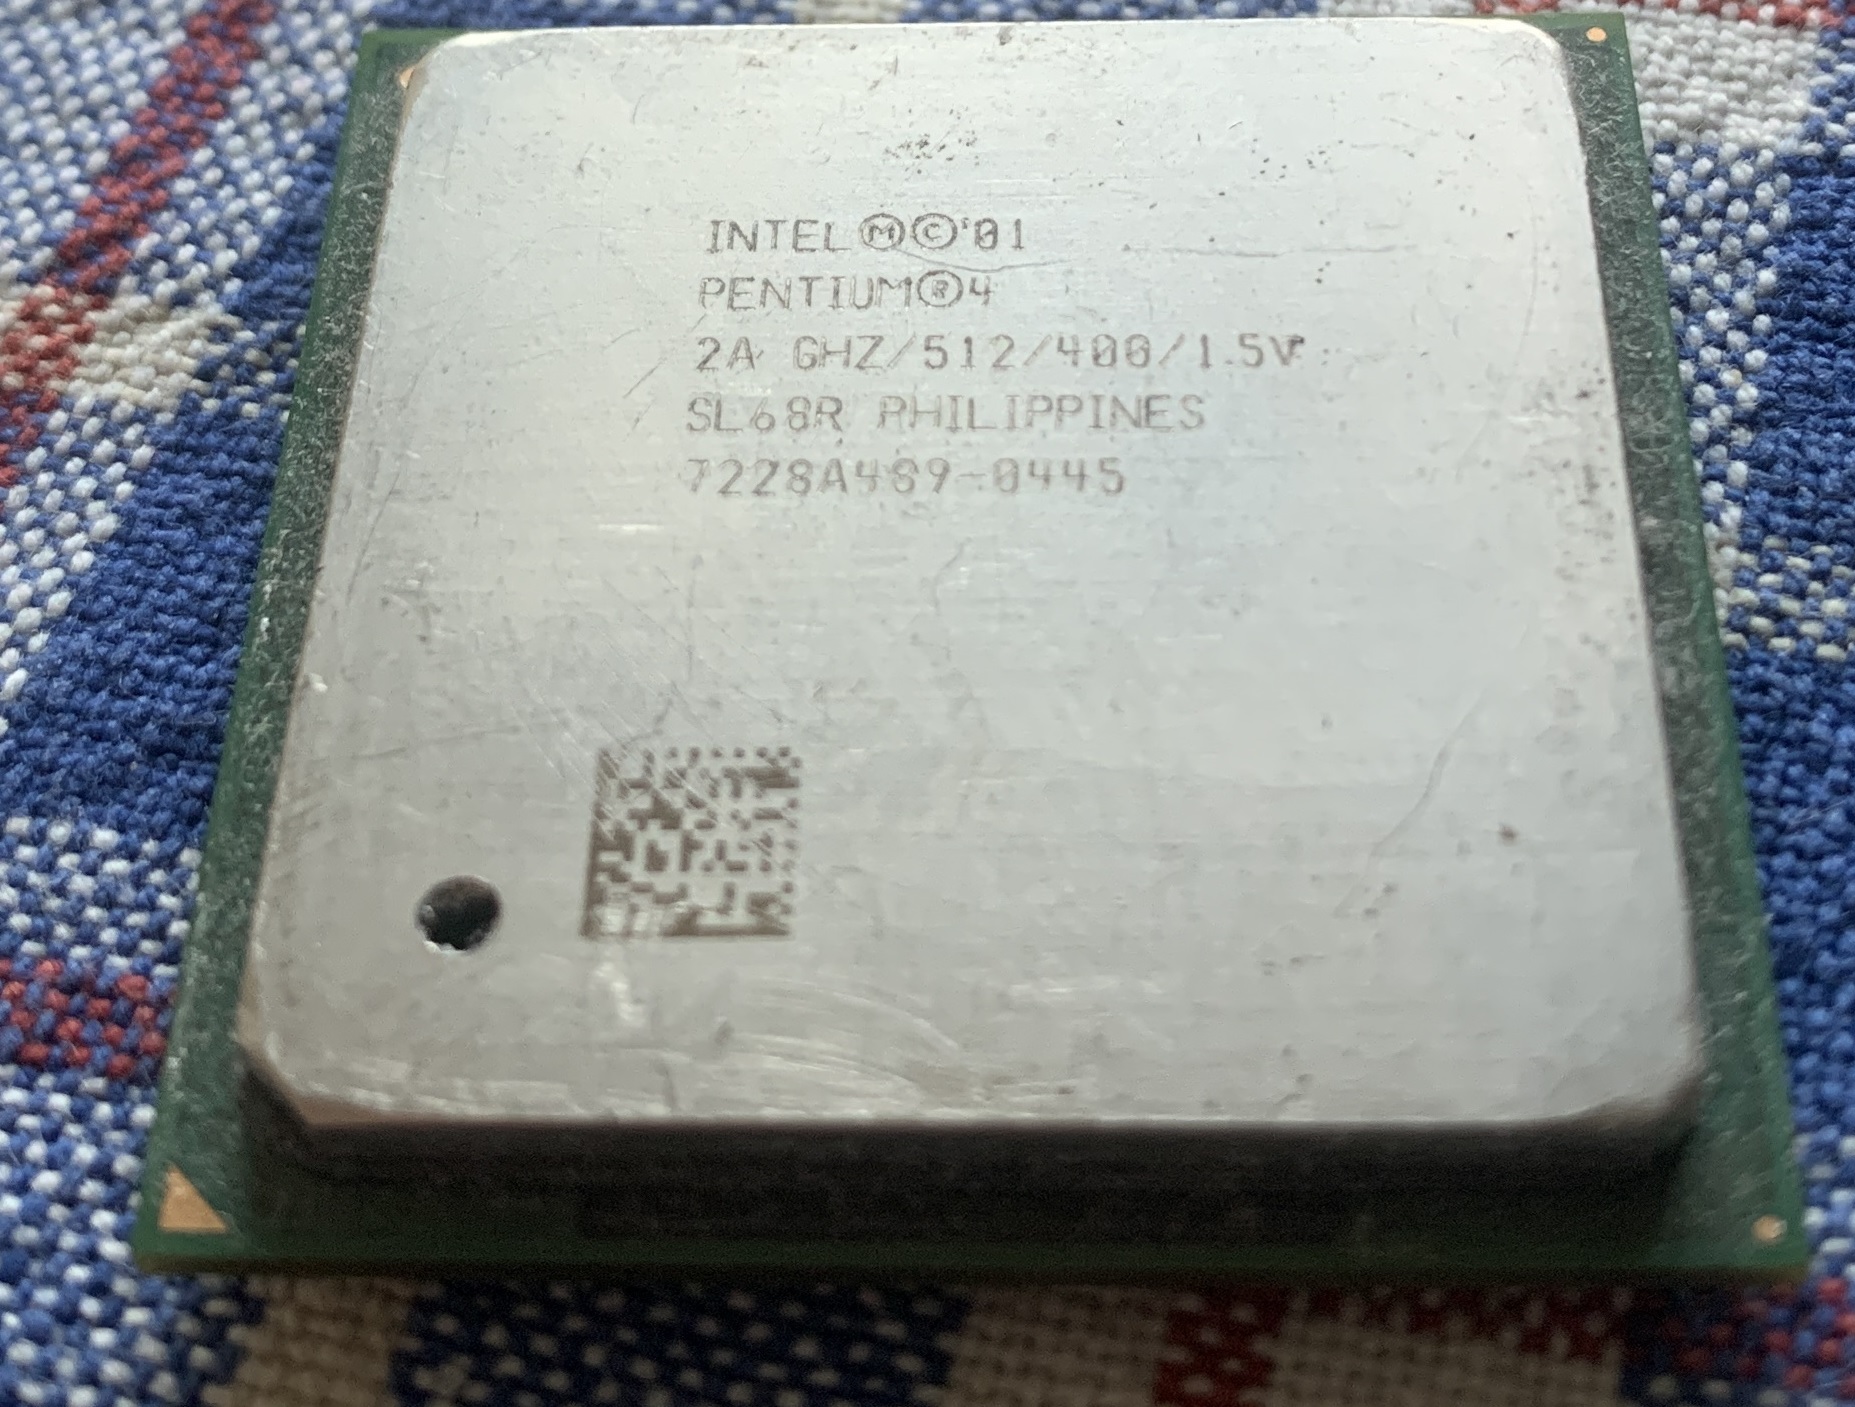 INTEL Ⓜ©'01
PENTIUM®4
2A GHZ/512/400/1.5V
SL68R PHILIPPINES
7228A489-0445